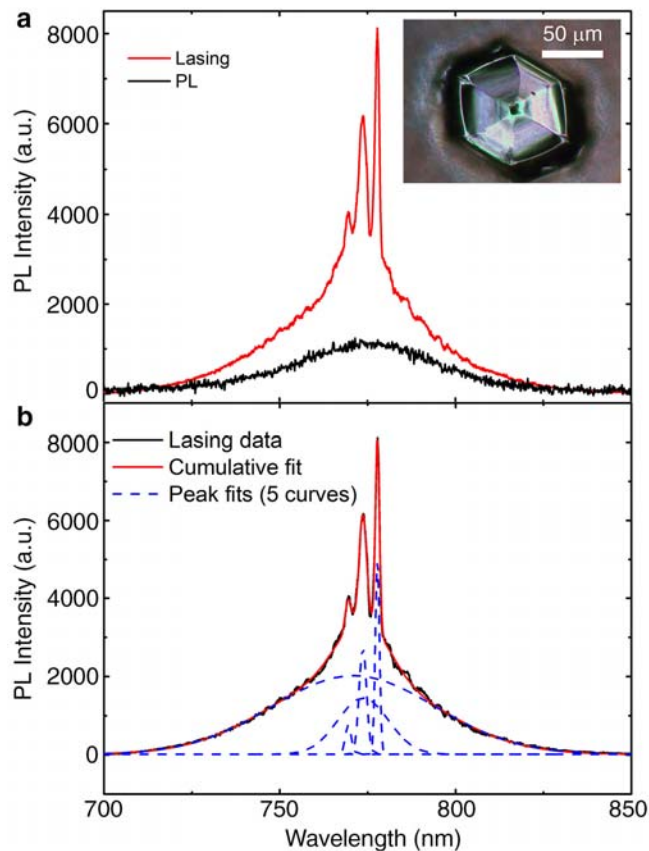 a
8000
6000
4000
2000
0
PL Intensity (a.u.)
Lasing
PL
50 μm
b
8000
6000
4000
2000
0
PL Intensity (a.u.)
Lasing data
Cumulative fit
Peak fits (5 curves)
700 750 800 850
Wavelength (nm)